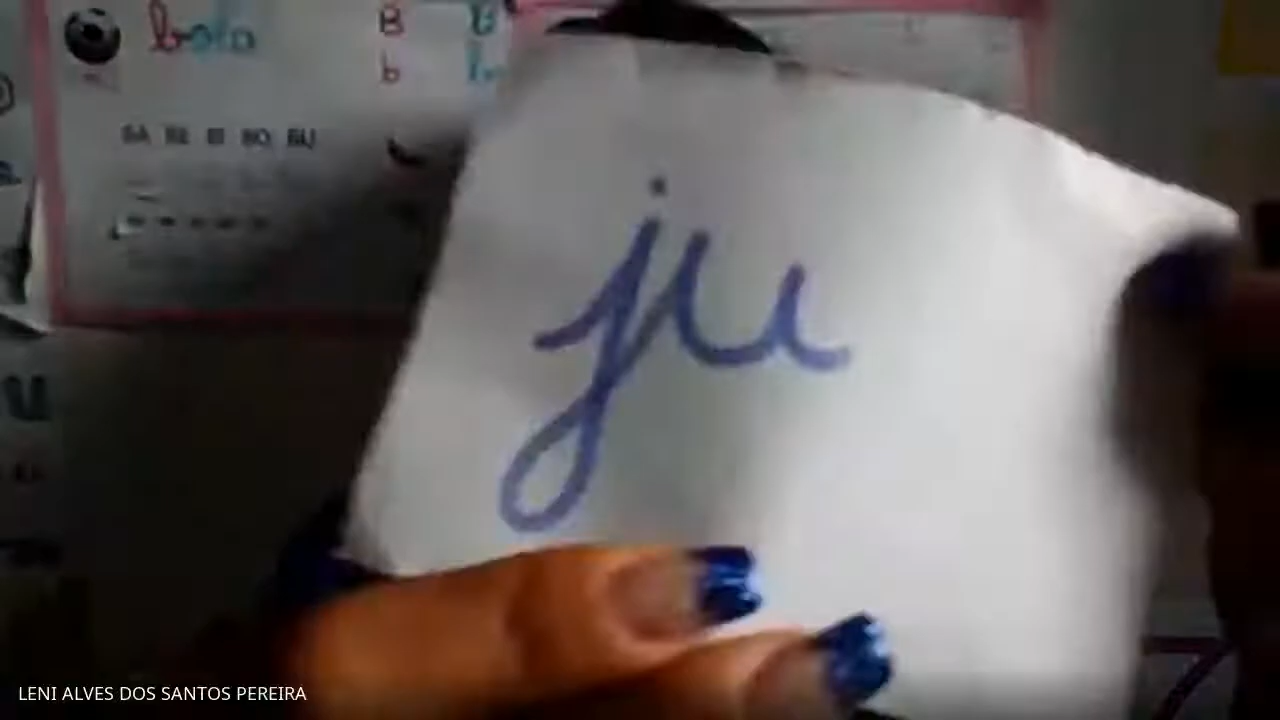 bola B B
b b
BA BE BI BO BU
ju
U
LENI ALVES DOS SANTOS PEREIRA